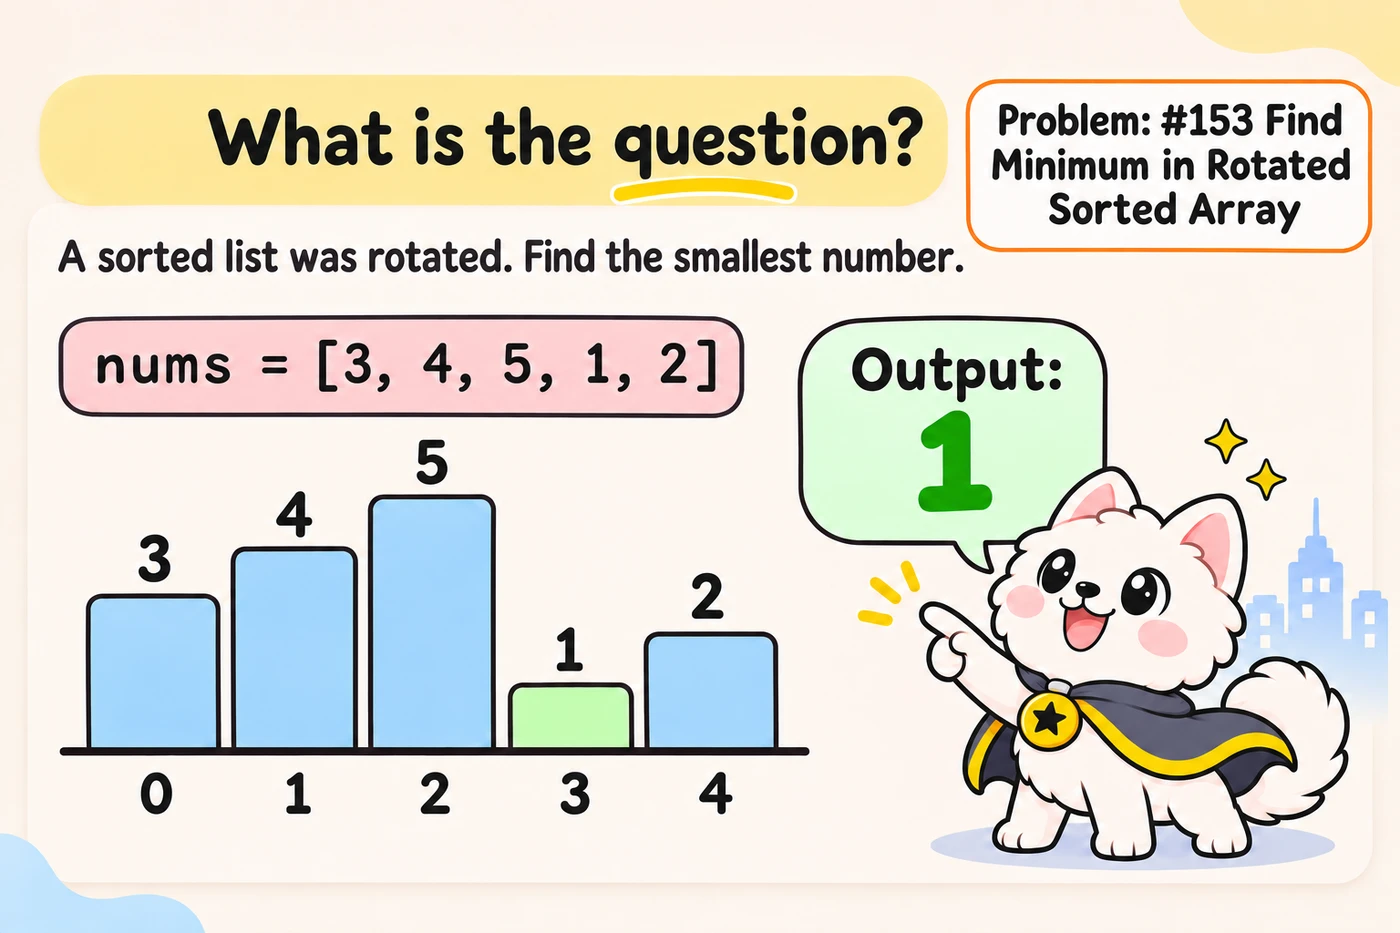 What is the question?
Problem: #153 Find
Minimum in Rotated
Sorted Array
A sorted list was rotated. Find the smallest number.
nums = [3, 4, 5, 1, 2]
Output:
1
3
4
5
1
2
0
1
2
3
4